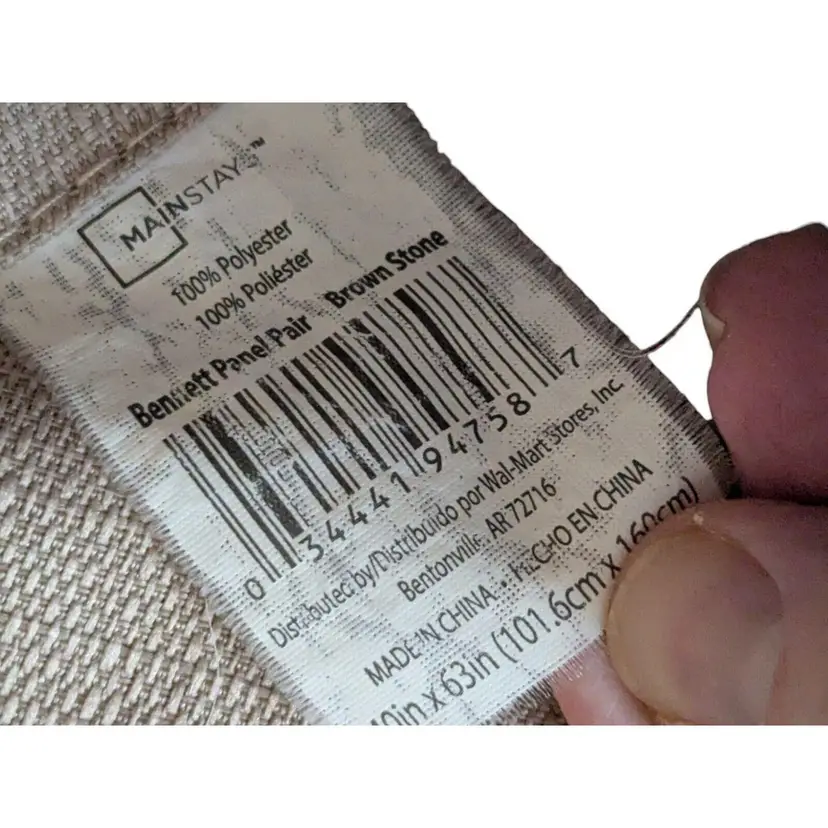 MAINSTAYS™
100% Polyester
100% Poliéster
Bennett Panel Pair Brown Stone
0 34441 94758 7
Distributed by/Distribuido por Wal-Mart Stores, Inc.
Bentonville AR 72716
MADE IN CHINA • HECHO EN CHINA
40in x 63in (101.6cm x 160cm)